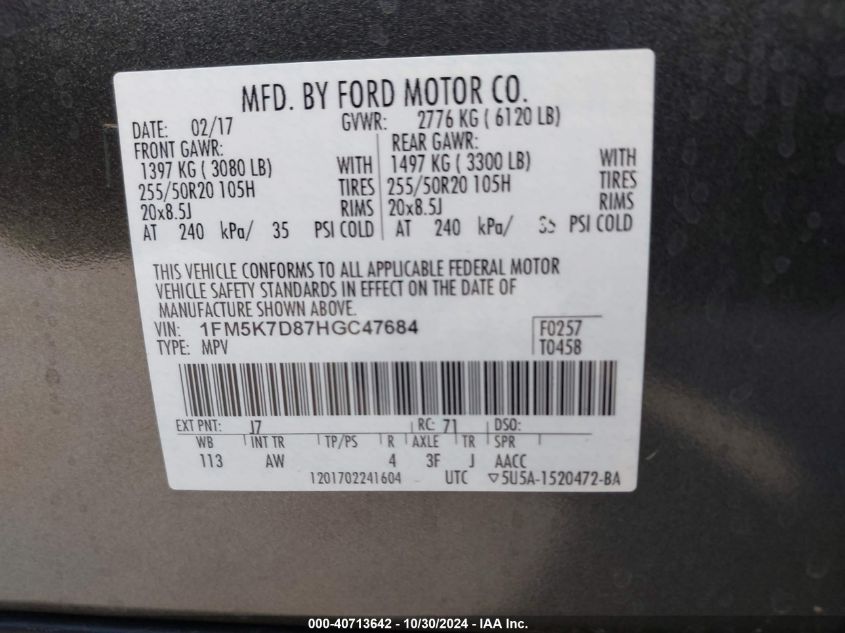 MFD. BY FORD MOTOR CO.
DATE: 02/17 GVWR: 2776 KG ( 6120 LB)
FRONT GAWR: REAR GAWR:
1397 KG ( 3080 LB) WITH 1497 KG ( 3300 LB) WITH
255/50R20 105H TIRES 255/50R20 105H TIRES
20x8.5J RIMS 20x8.5J RIMS
AT 240 kPa/ 35 PSI COLD AT 240 kPa/ 35 PSI COLD
THIS VEHICLE CONFORMS TO ALL APPLICABLE FEDERAL MOTOR
VEHICLE SAFETY STANDARDS IN EFFECT ON THE DATE OF
MANUFACTURE SHOWN ABOVE.
VIN: 1FM5K7D87HGC47684 F0257
TYPE: MPV T0458
EXT PNT: J7 RC: 71 DSO:
WB INT TR TP/PS R AXLE TR SPR
113 AW 4 3F J AACC
1201702241604 UTC ▽5U5A-1520472-BA
000-40713642 - 10/30/2024 - IAA Inc.